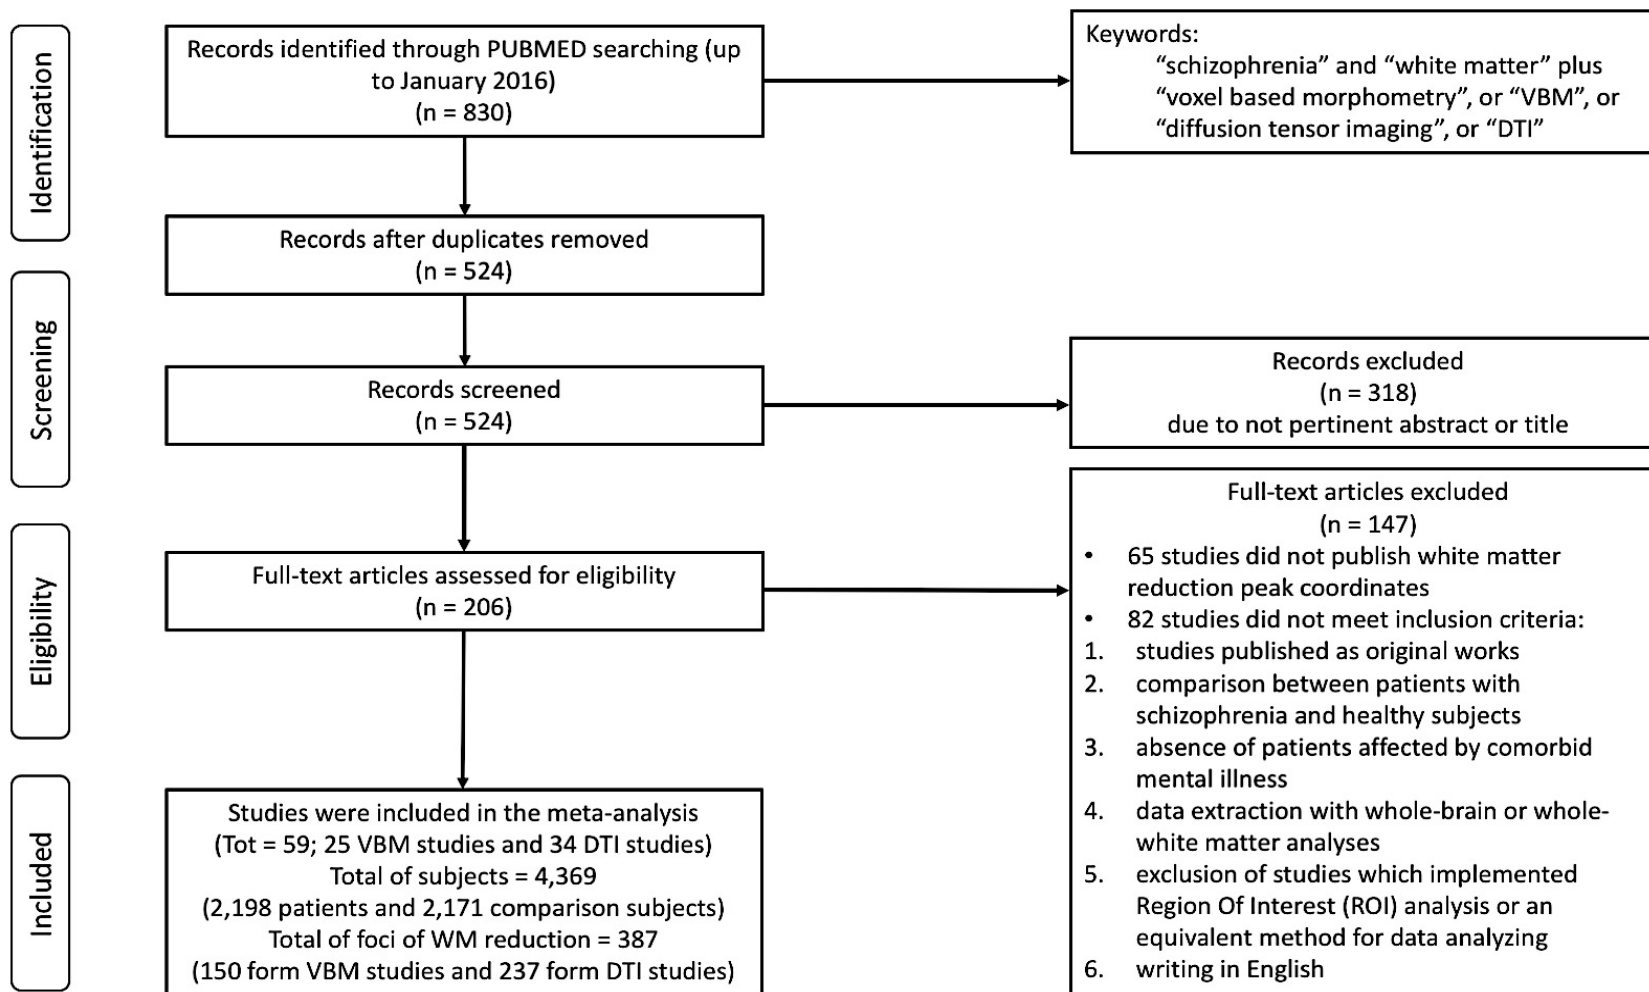 Identification
Records identified through PUBMED searching (up
to January 2016)
(n = 830)
Keywords:
“schizophrenia” and “white matter” plus
“voxel based morphometry”, or “VBM”, or
“diffusion tensor imaging”, or “DTI”
Records after duplicates removed
(n = 524)
Screening
Records screened
(n = 524)
Records excluded
(n = 318)
due to not pertinent abstract or title
Eligibility
Full-text articles assessed for eligibility
(n = 206)
Full-text articles excluded
(n = 147)
• 65 studies did not publish white matter
reduction peak coordinates
• 82 studies did not meet inclusion criteria:
1. studies published as original works
2. comparison between patients with
schizophrenia and healthy subjects
3. absence of patients affected by comorbid
mental illness
4. data extraction with whole-brain or whole-
white matter analyses
5. exclusion of studies which implemented
Region Of Interest (ROI) analysis or an
equivalent method for data analyzing
6. writing in English
Included
Studies were included in the meta-analysis
(Tot = 59; 25 VBM studies and 34 DTI studies)
Total of subjects = 4,369
(2,198 patients and 2,171 comparison subjects)
Total of foci of WM reduction = 387
(150 form VBM studies and 237 form DTI studies)